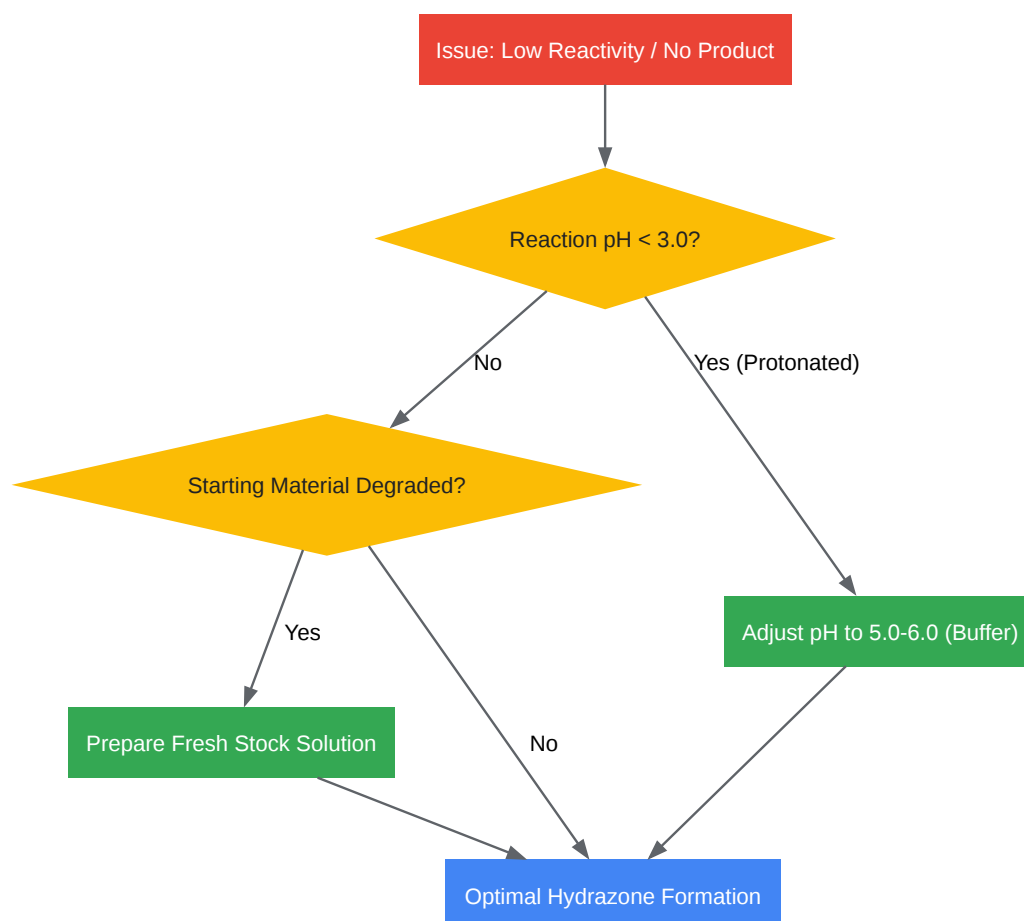 Issue: Low Reactivity / No Product
Reaction pH < 3.0?
No
Yes (Protonated)
Starting Material Degraded?
Yes
Adjust pH to 5.0-6.0 (Buffer)
Prepare Fresh Stock Solution
No
Optimal Hydrazone Formation